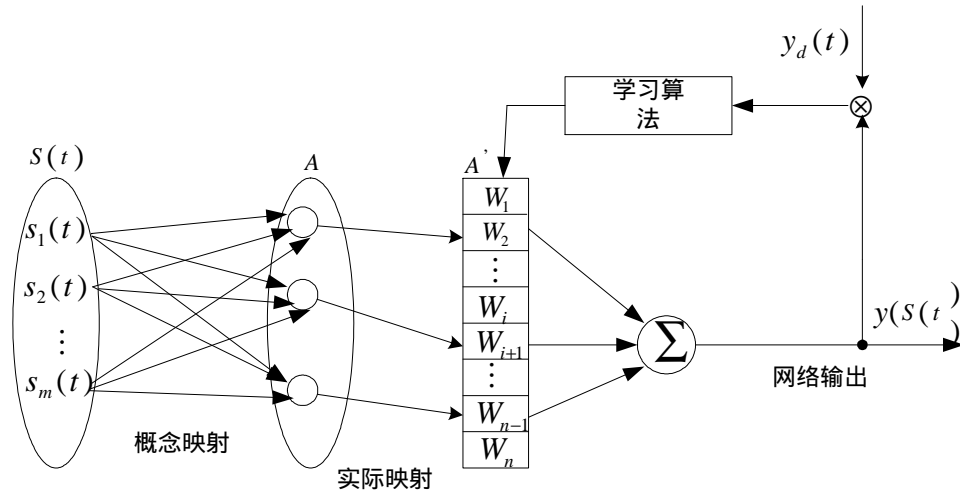 y_d(t)
学习算
法
⊗
S(t)
A
A'
s_1(t)
s_2(t)
⋮
s_m(t)
W_1
W_2
⋮
W_i
W_{i+1}
⋮
W_{n-1}
W_n
Σ
y(S(t)
)
网络输出
概念映射
实际映射